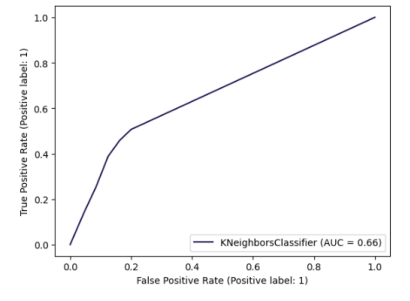 1.0
0.8
0.6
0.4
0.2
0.0
True Positive Rate (Positive label: 1)
KNeighborsClassifier (AUC = 0.66)
0.0 0.2 0.4 0.6 0.8 1.0
False Positive Rate (Positive label: 1)